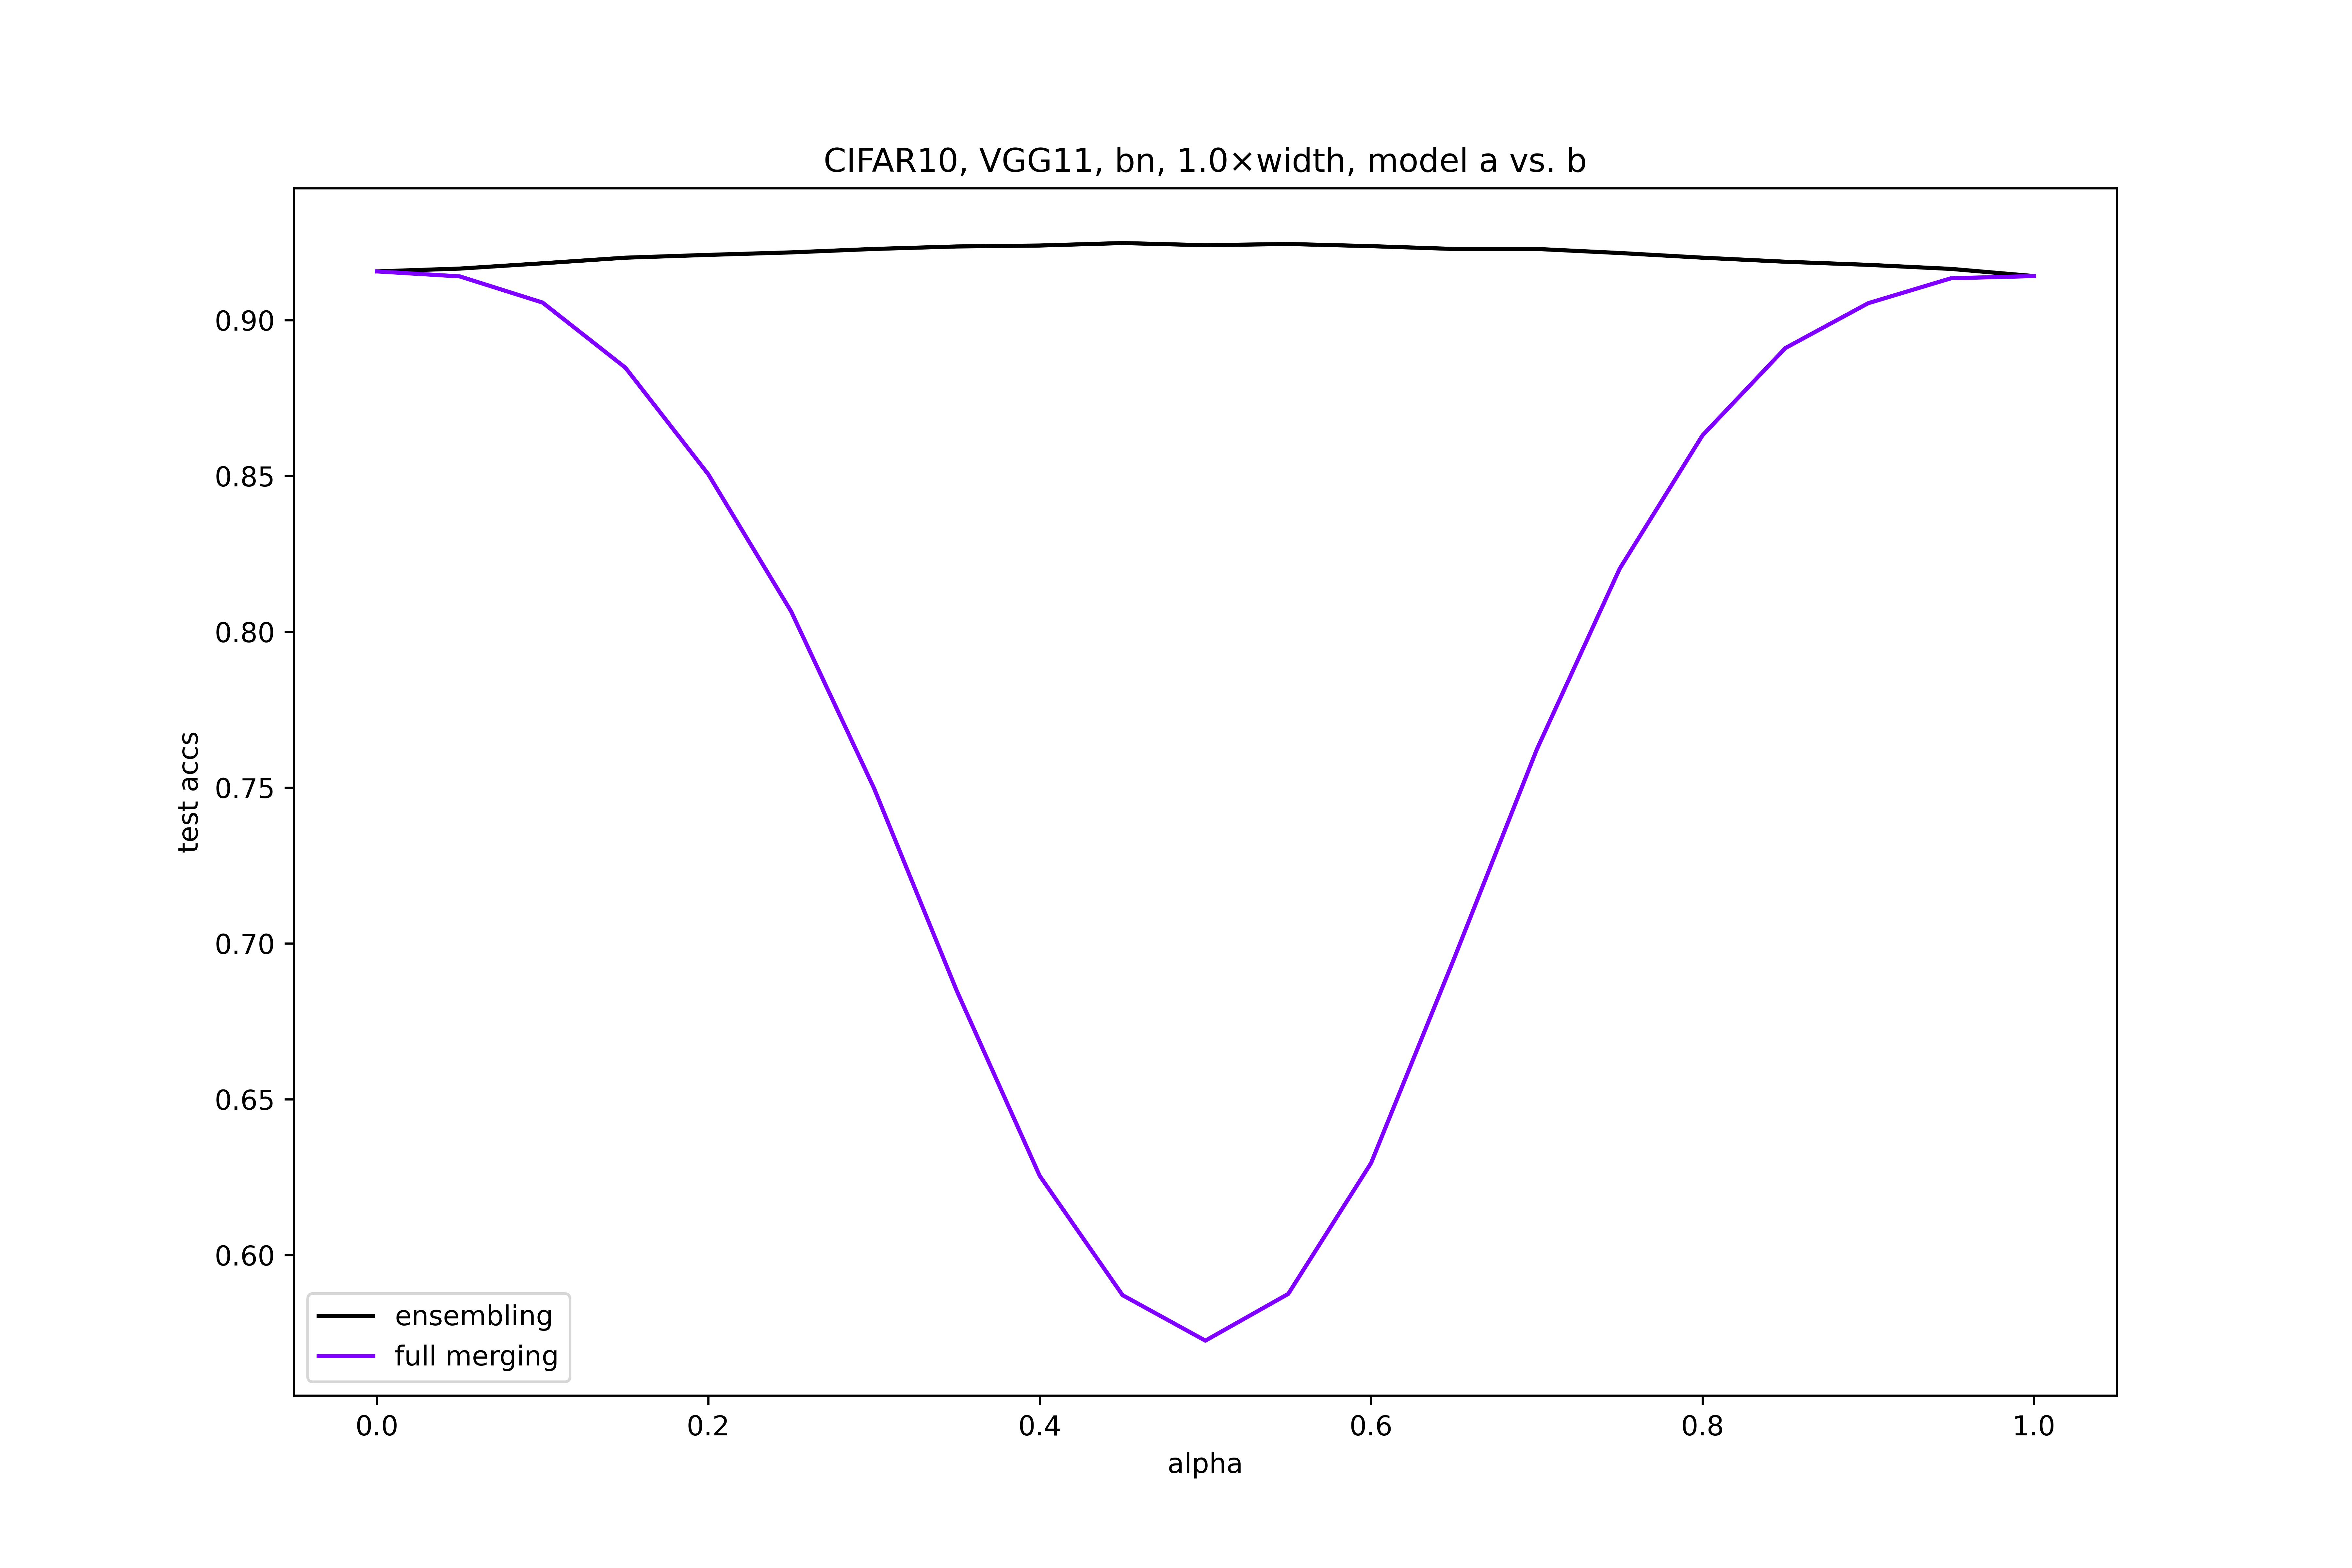 CIFAR10, VGG11, bn, 1.0×width, model a vs. b
test accs
0.90
0.85
0.80
0.75
0.70
0.65
0.60
ensembling
full merging
0.0 0.2 0.4 0.6 0.8 1.0
alpha